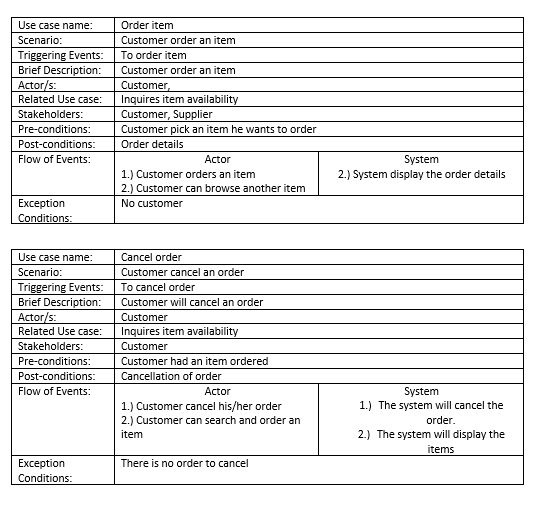 Use case name: Order item
Scenario: Customer order an item
Triggering Events: To order item
Brief Description: Customer order an item
Actor/s: Customer,
Related Use case: Inquires item availability
Stakeholders: Customer, Supplier
Pre-conditions: Customer pick an item he wants to order
Post-conditions: Order details
Flow of Events: Actor System
1.) Customer orders an item 2.) System display the order details
2.) Customer can browse another item
Exception No customer
Conditions:
Use case name: Cancel order
Scenario: Customer cancel an order
Triggering Events: To cancel order
Brief Description: Customer will cancel an order
Actor/s: Customer
Related Use case: Inquires item availability
Stakeholders: Customer
Pre-conditions: Customer had an item ordered
Post-conditions: Cancellation of order
Flow of Events: Actor System
1.) Customer cancel his/her order 1.) The system will cancel the
2.) Customer can search and order an order.
item 2.) The system will display the
items
Exception There is no order to cancel
Conditions: